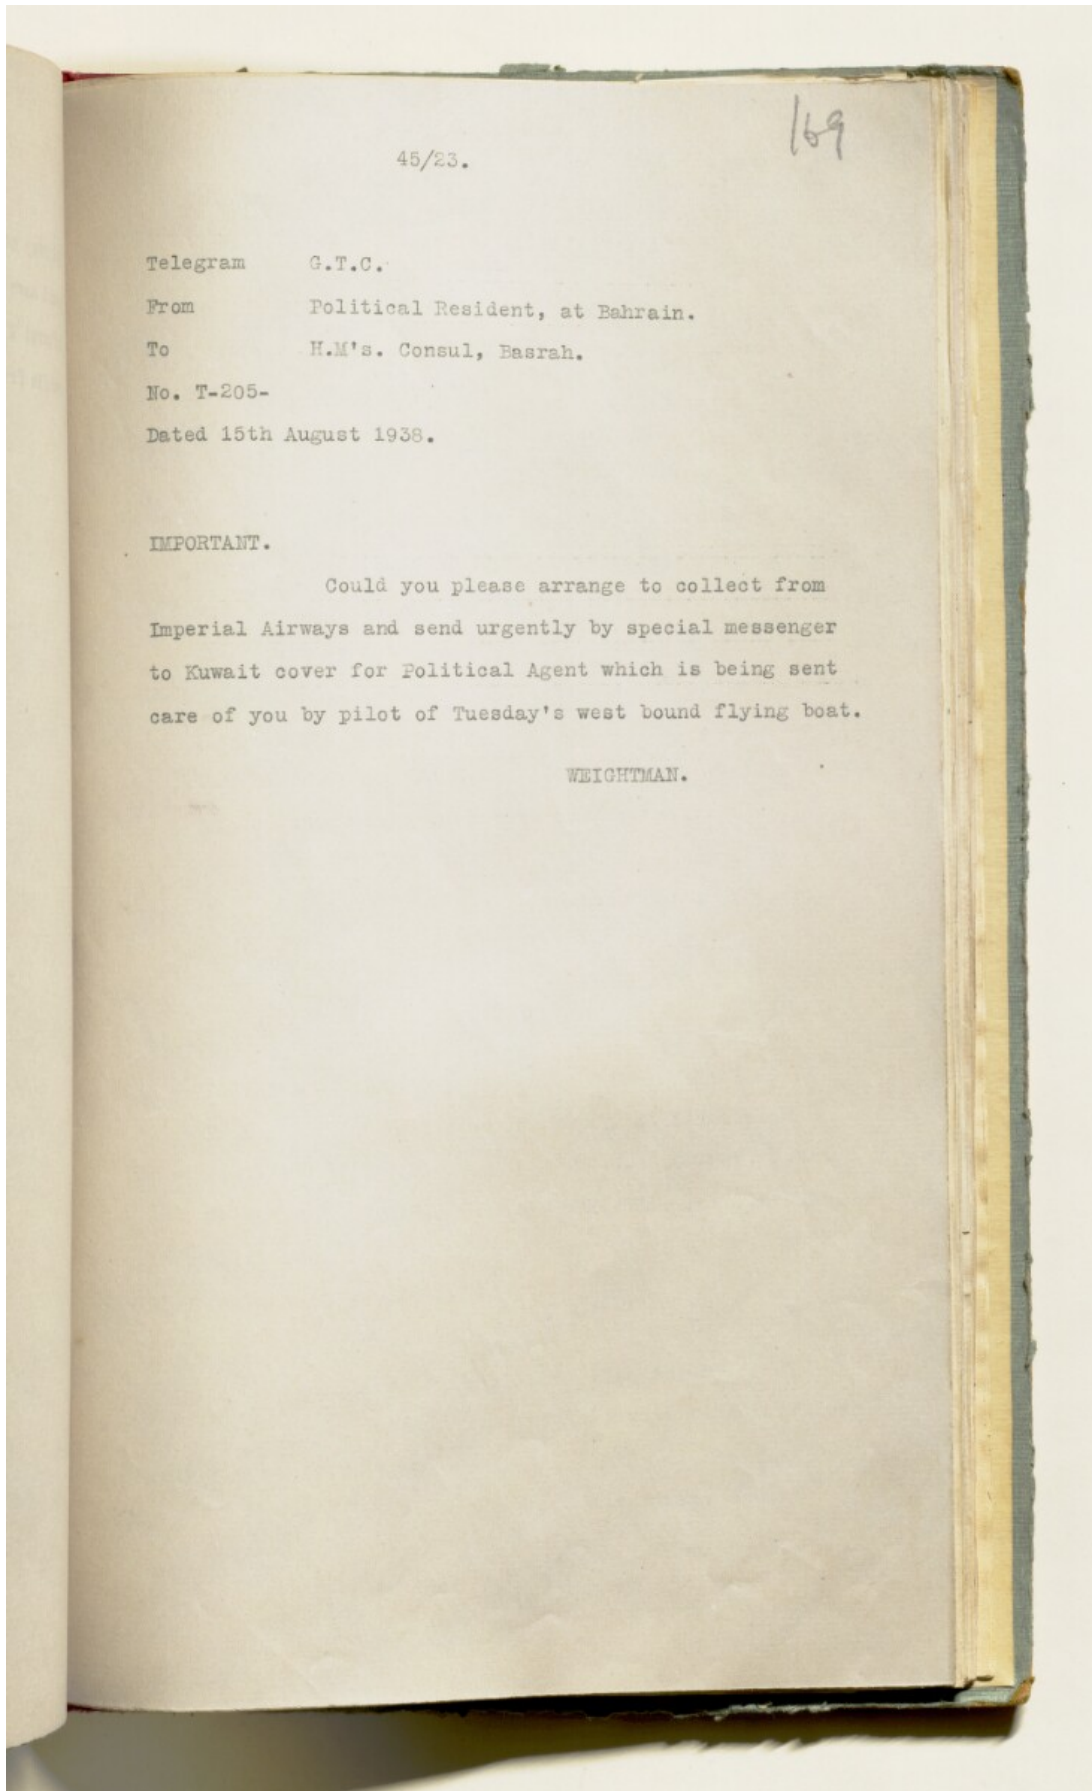 169
45/23.
Telegram G.T.C.
From Political Resident, at Bahrain.
To H.M's. Consul, Basrah.
No. T-205-
Dated 15th August 1938.
IMPORTANT.
Could you please arrange to collect from
Imperial Airways and send urgently by special messenger
to Kuwait cover for Political Agent which is being sent
care of you by pilot of Tuesday's west bound flying boat.
WEIGHTMAN.